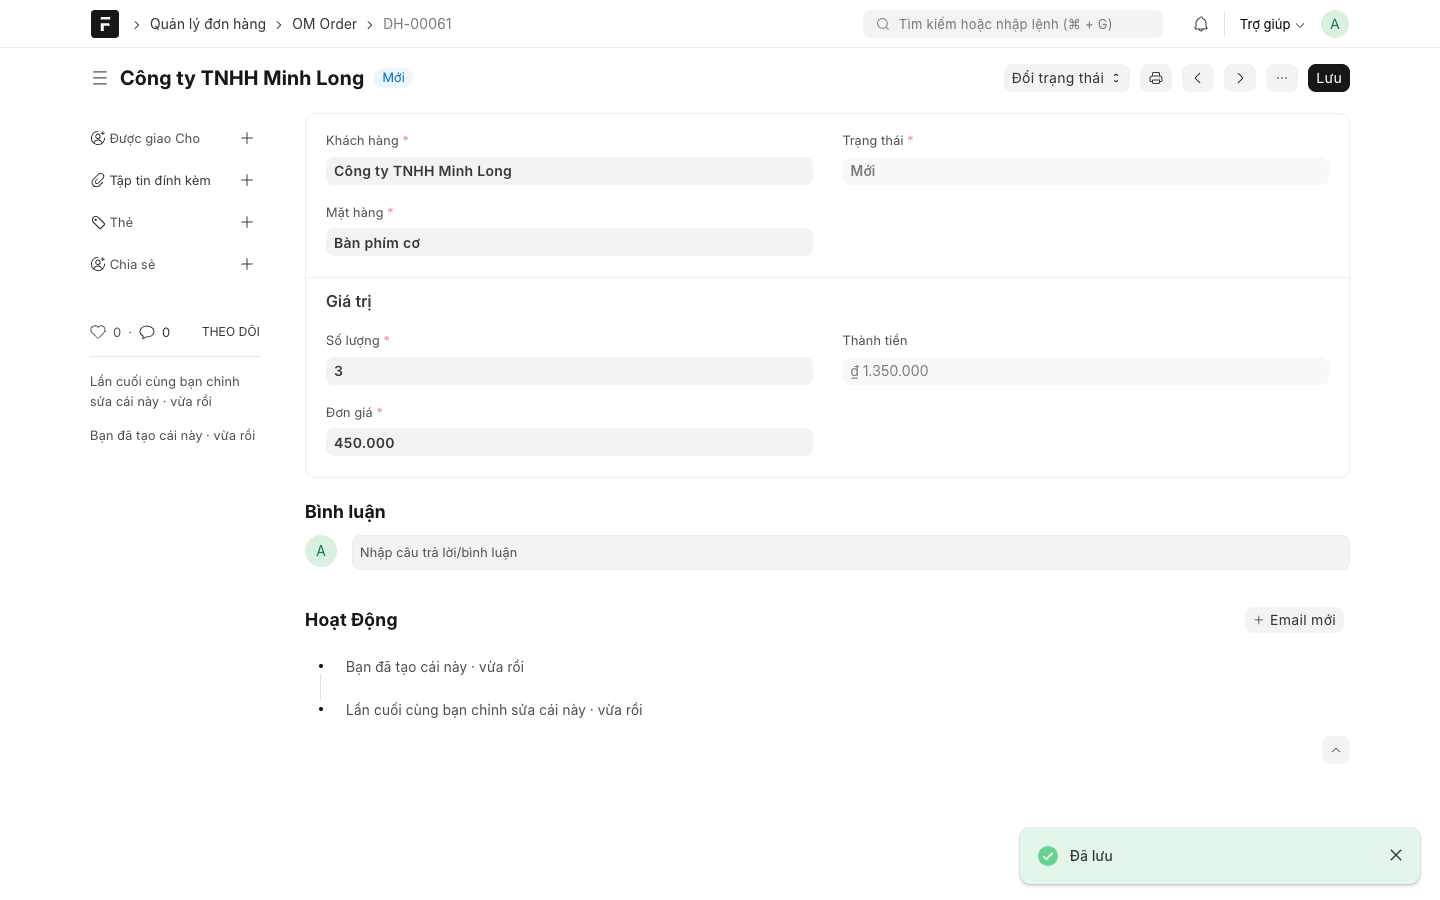 Quản lý đơn hàng > OM Order > DH-00061
Tìm kiếm hoặc nhập lệnh (⌘ + G)
Trợ giúp
A
Công ty TNHH Minh Long
Mới
Đổi trạng thái
Lưu
Được giao Cho
Tập tin đính kèm
Thẻ
Chia sẻ
0 · 0 THEO DÕI
Lần cuối cùng bạn chỉnh
sửa cái này · vừa rồi
Bạn đã tạo cái này · vừa rồi
Khách hàng *
Công ty TNHH Minh Long
Trạng thái *
Mới
Mặt hàng *
Bàn phím cơ
Giá trị
Số lượng *
3
Thành tiền
₫ 1.350.000
Đơn giá *
450.000
Bình luận
A
Nhập câu trả lời/bình luận
Hoạt Động
+ Email mới
Bạn đã tạo cái này · vừa rồi
Lần cuối cùng bạn chỉnh sửa cái này · vừa rồi
Đã lưu